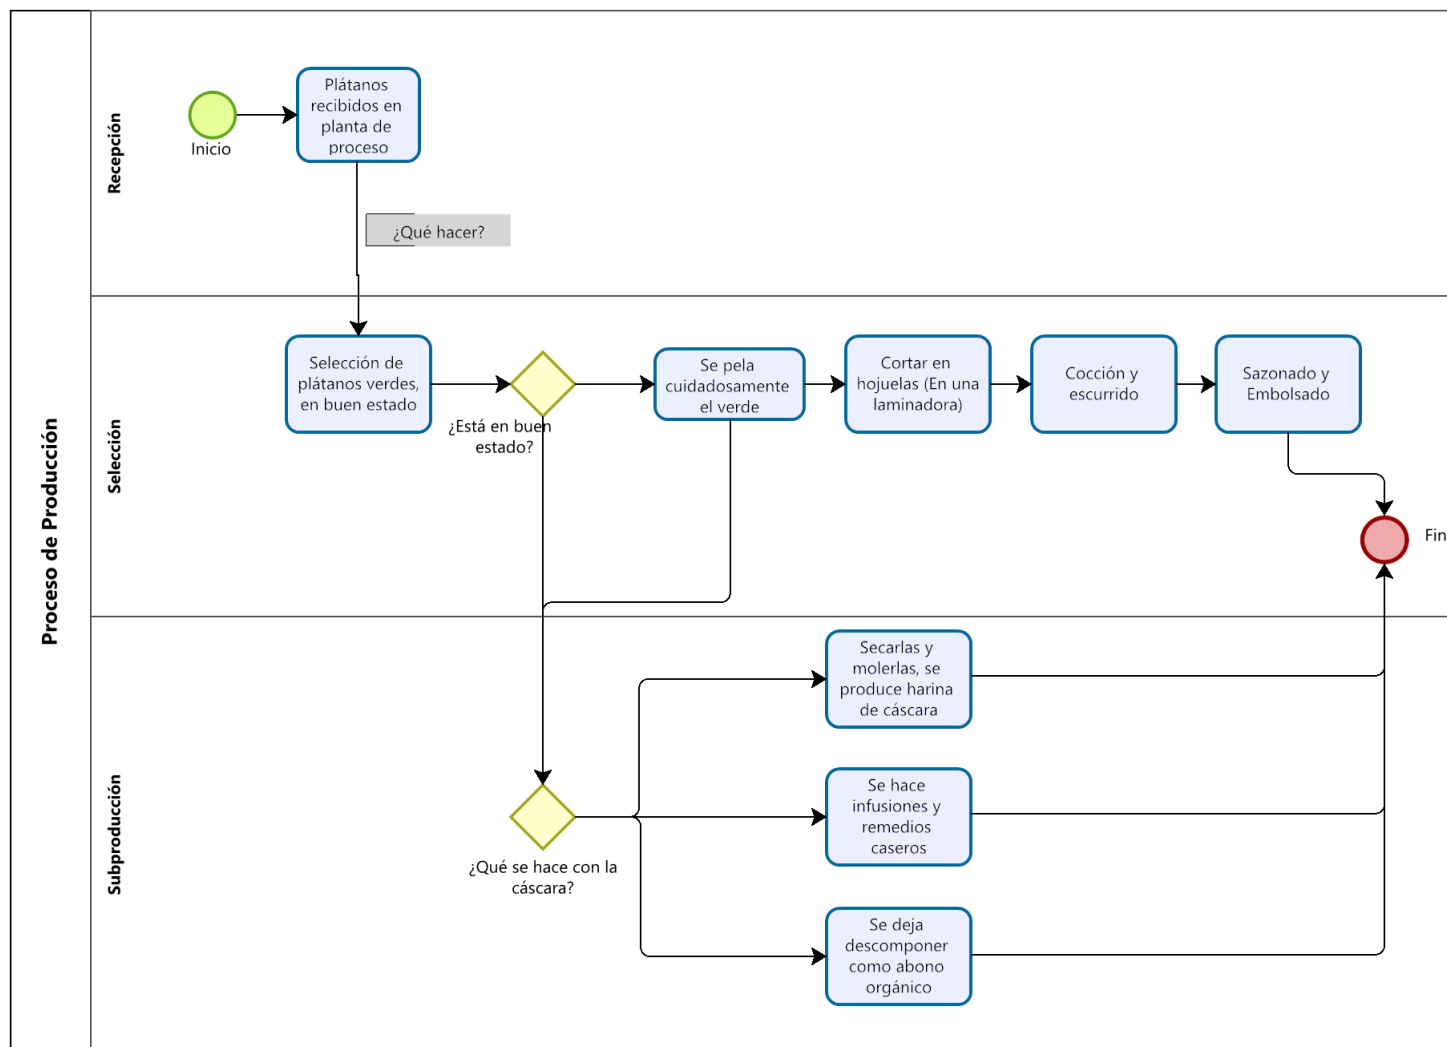 Proceso de Producción
Recepción
Inicio
Plátanos
recibidos en
planta de
proceso
¿Qué hacer?
Selección
Selección de
plátanos verdes,
en buen estado
¿Está en buen
estado?
Se pela
cuidadosamente
el verde
Cortar en
hojuelas (En una
laminadora)
Cocción y
escurrido
Sazonado y
Embolsado
Fin
Subproducción
¿Qué se hace con la
cáscara?
Secarlas y
molerlas, se
produce harina
de cáscara
Se hace
infusiones y
remedios
caseros
Se deja
descomponer
como abono
orgánico